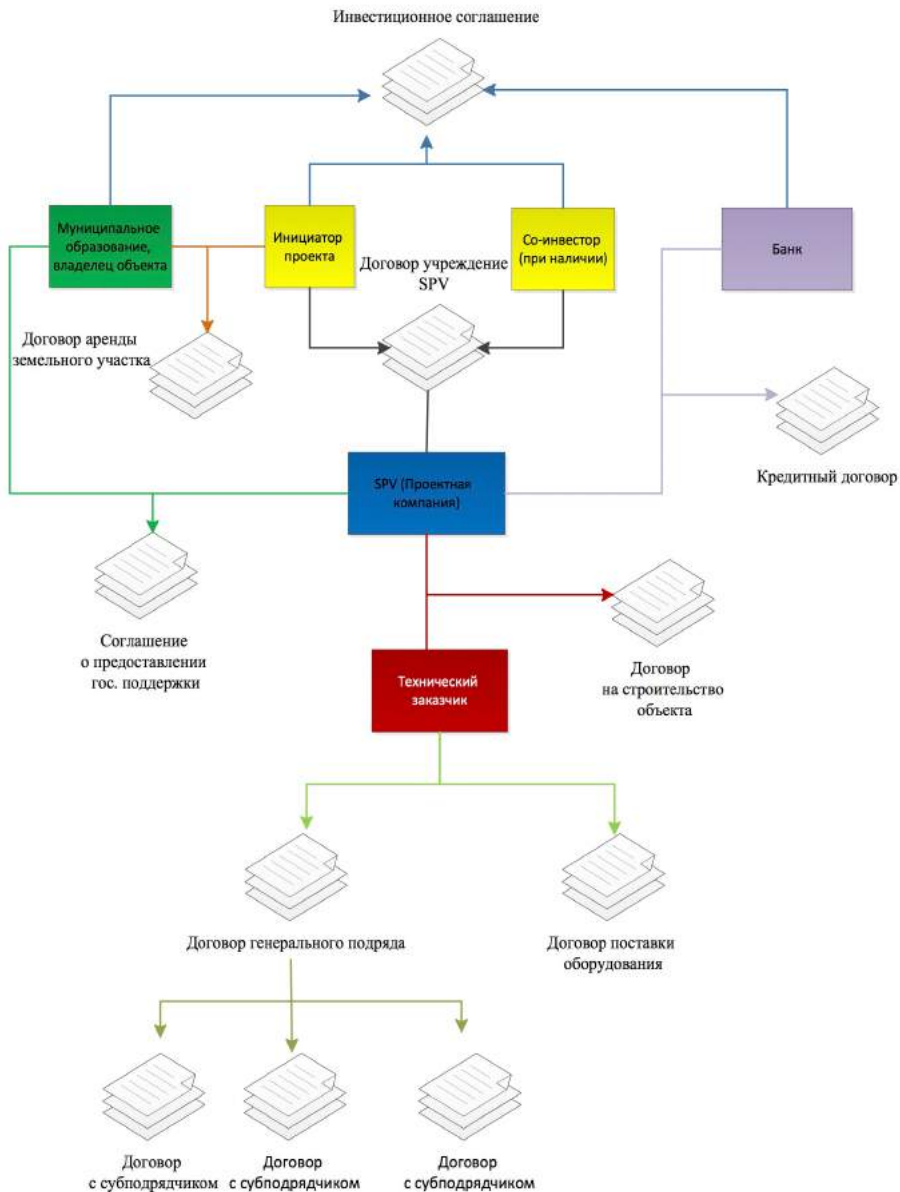 Инвестиционное соглашение
Муниципальное
образование,
владелец объекта
Инициатор
проекта
Со-инвестор
(при наличии)
Банк
Договор учреждение
SPV
Договор аренды
земельного участка
Кредитный договор
SPV (Проектная
компания)
Соглашение
о предоставлении
гос. поддержки
Технический
заказчик
Договор
на строительство
объекта
Договор генерального подряда
Договор поставки
оборудования
Договор
с субподрядчиком
Договор
с субподрядчиком
Договор
с субподрядчиком